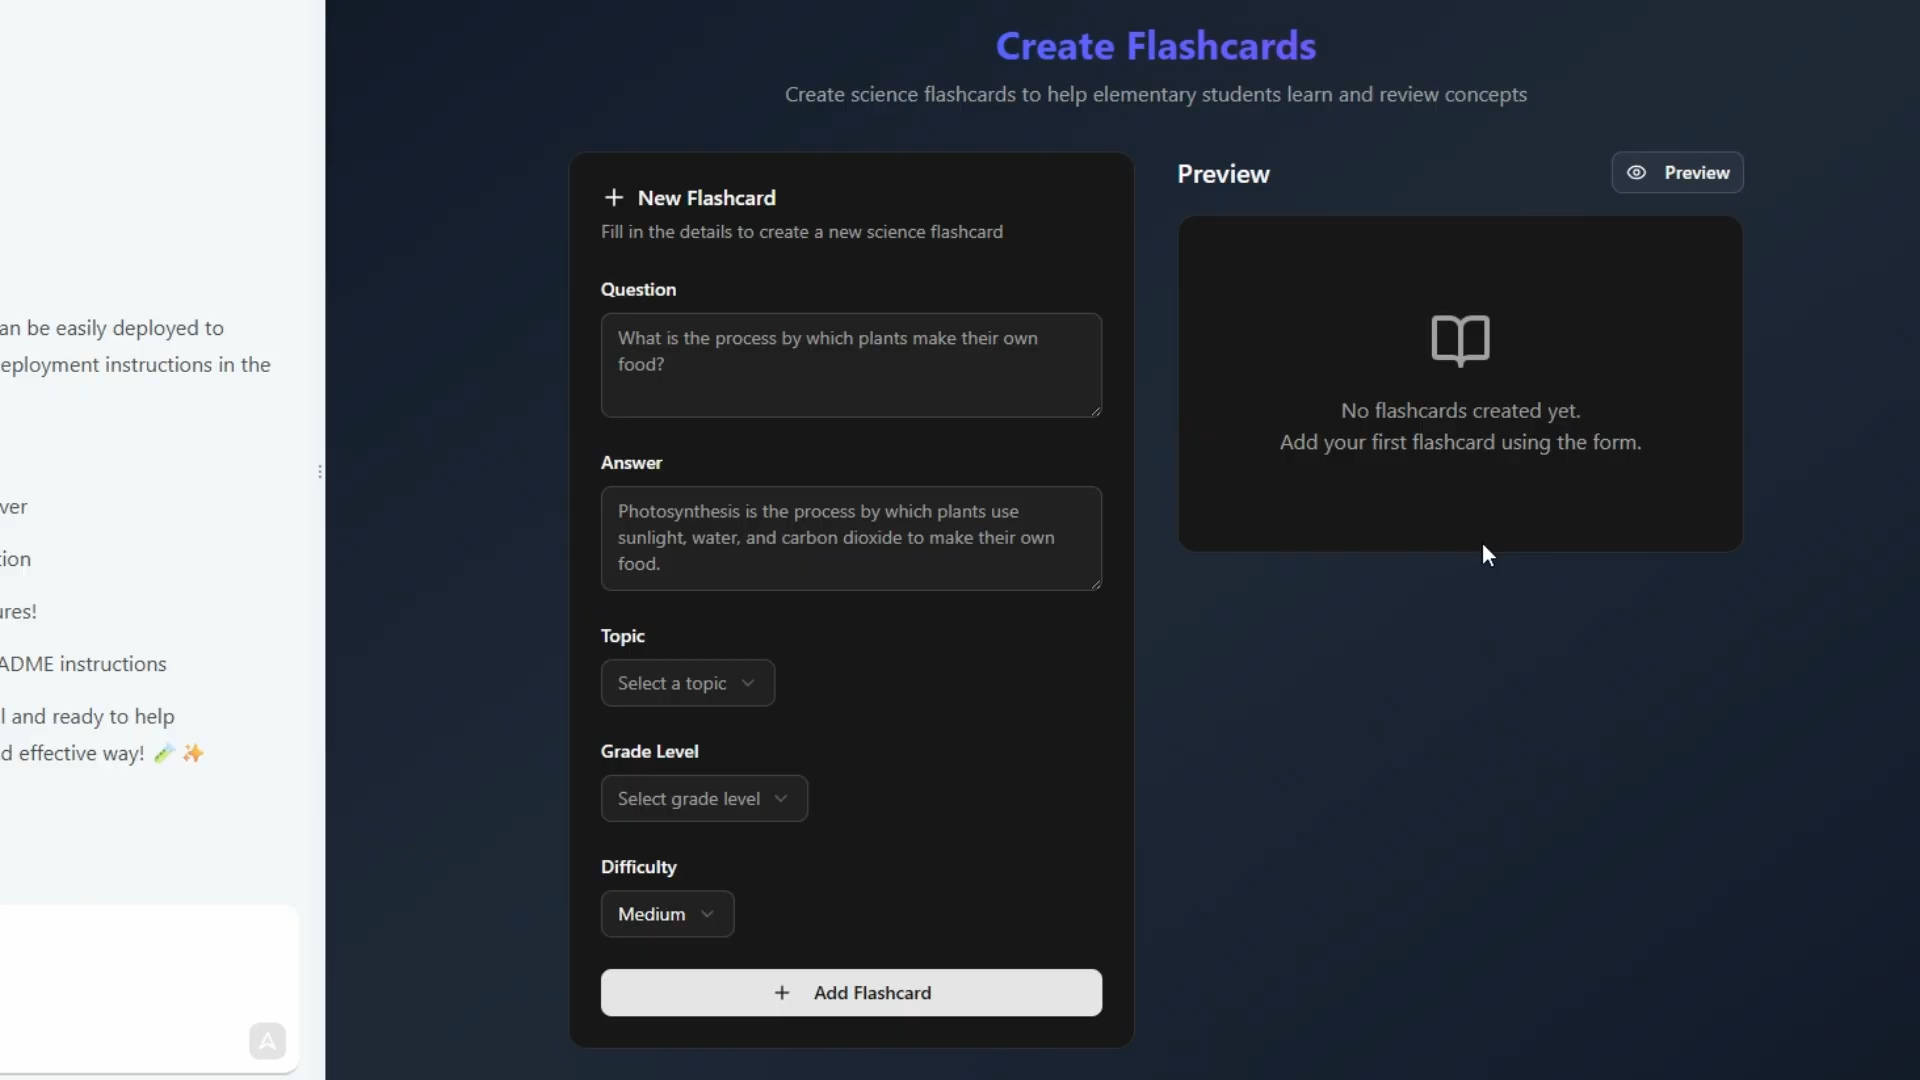 an be easily deployed to
eployment instructions in the
ver
tion
ures!
ADME instructions
l and ready to help
d effective way! 🧪 ✨
Create Flashcards
Create science flashcards to help elementary students learn and review concepts
New Flashcard
Fill in the details to create a new science flashcard
Question
What is the process by which plants make their own
food?
Answer
Photosynthesis is the process by which plants use
sunlight, water, and carbon dioxide to make their own
food.
Topic
Select a topic
Grade Level
Select grade level
Difficulty
Medium
+ Add Flashcard
Preview
Preview
No flashcards created yet.
Add your first flashcard using the form.